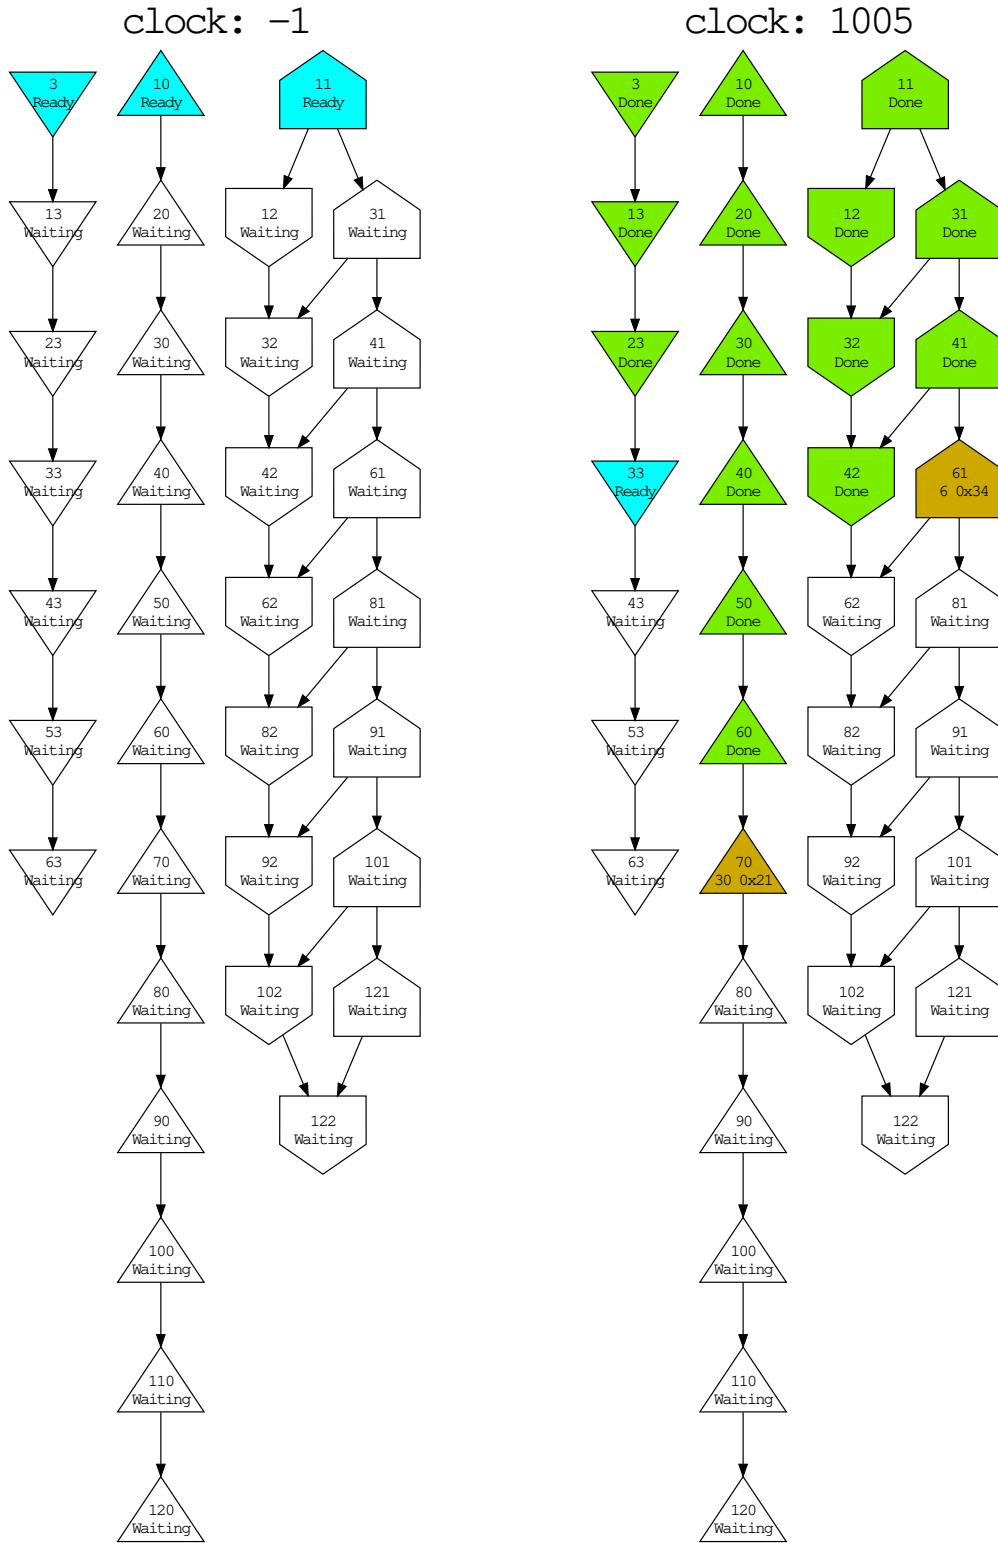 clock: −1
3
Ready
10
Ready
11
Ready
13
Waiting
20
Waiting
12
Waiting
31
Waiting
23
Waiting
30
Waiting
32
Waiting
41
Waiting
33
Waiting
40
Waiting
42
Waiting
61
Waiting
43
Waiting
50
Waiting
62
Waiting
81
Waiting
53
Waiting
60
Waiting
82
Waiting
91
Waiting
63
Waiting
70
Waiting
92
Waiting
101
Waiting
80
Waiting
102
Waiting
121
Waiting
90
Waiting
122
Waiting
100
Waiting
110
Waiting
120
Waiting
clock: 1005
3
Done
10
Done
11
Done
13
Done
20
Done
12
Done
31
Done
23
Done
30
Done
32
Done
41
Done
33
Ready
40
Done
42
Done
61
6 0x34
43
Waiting
50
Done
62
Waiting
81
Waiting
53
Waiting
60
Done
82
Waiting
91
Waiting
63
Waiting
70
30 0x21
92
Waiting
101
Waiting
80
Waiting
102
Waiting
121
Waiting
90
Waiting
122
Waiting
100
Waiting
110
Waiting
120
Waiting